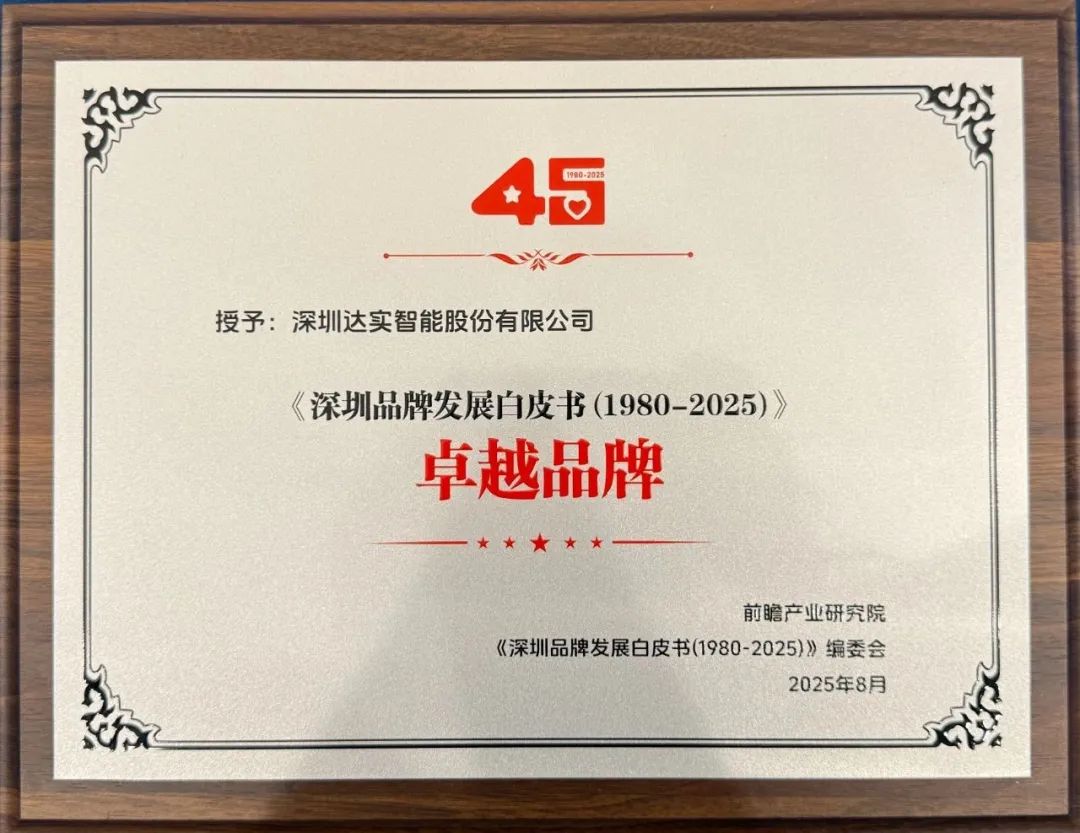 45
1980-2025
授予：深圳达实智能股份有限公司
《深圳品牌发展白皮书(1980-2025)》
卓越品牌
前瞻产业研究院
《深圳品牌发展白皮书(1980-2025)》编委会
2025年8月